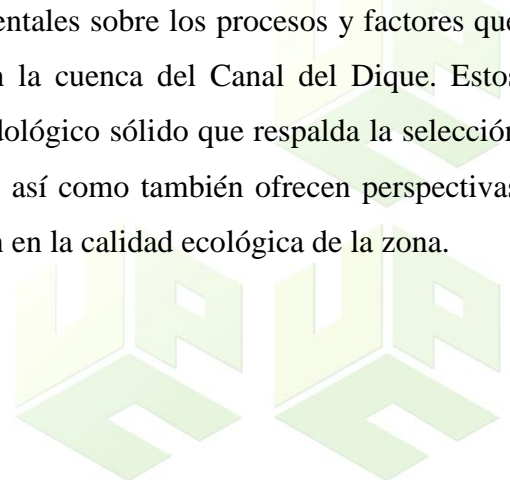 entales sobre los procesos y factores que
la cuenca del Canal del Dique. Estos
dológico sólido que respalda la selección
así como también ofrecen perspectivas
en la calidad ecológica de la zona.